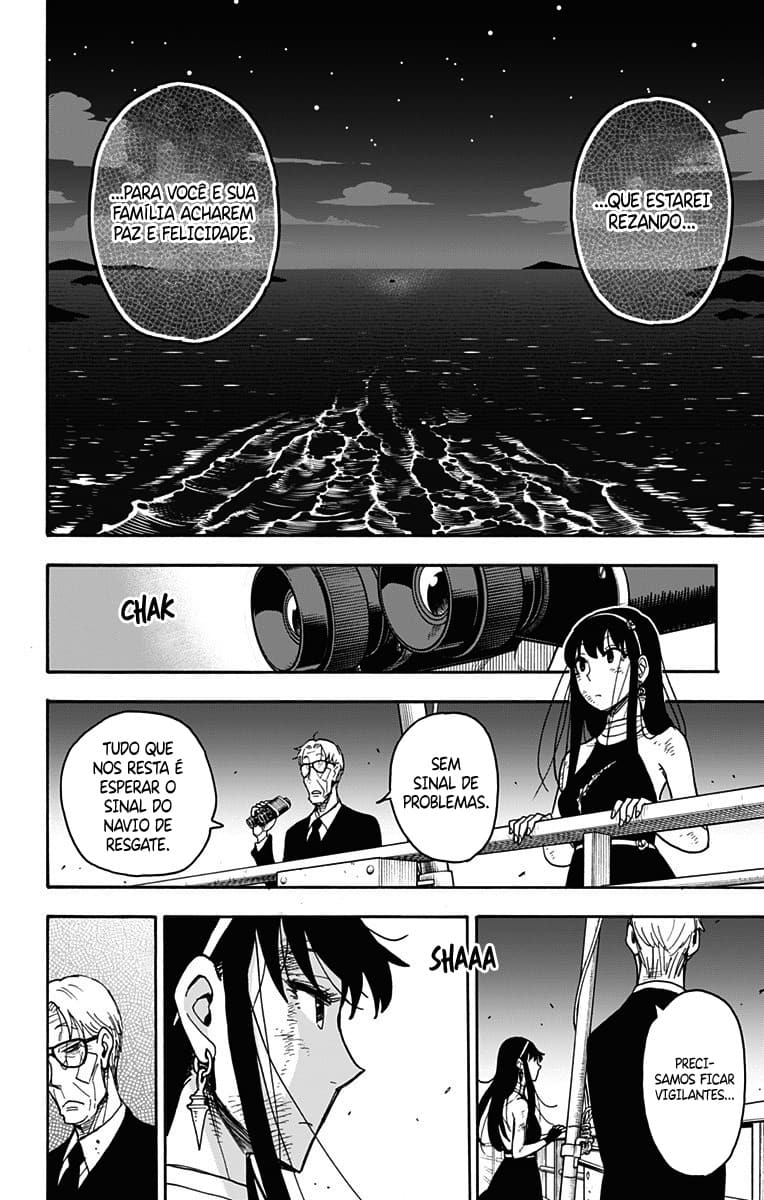 ...QUE ESTAREI
REZANDO...
...PARA VOCÊ E SUA
FAMÍLIA ACHAREM
PAZ E FELICIDADE.
CHAK
SEM
SINAL DE
PROBLEMAS.
TUDO QUE
NOS RESTA É
ESPERAR O
SINAL DO
NAVIO DE
RESGATE.
SHAAA
PRECI-
SAMOS FICAR
VIGILANTES...